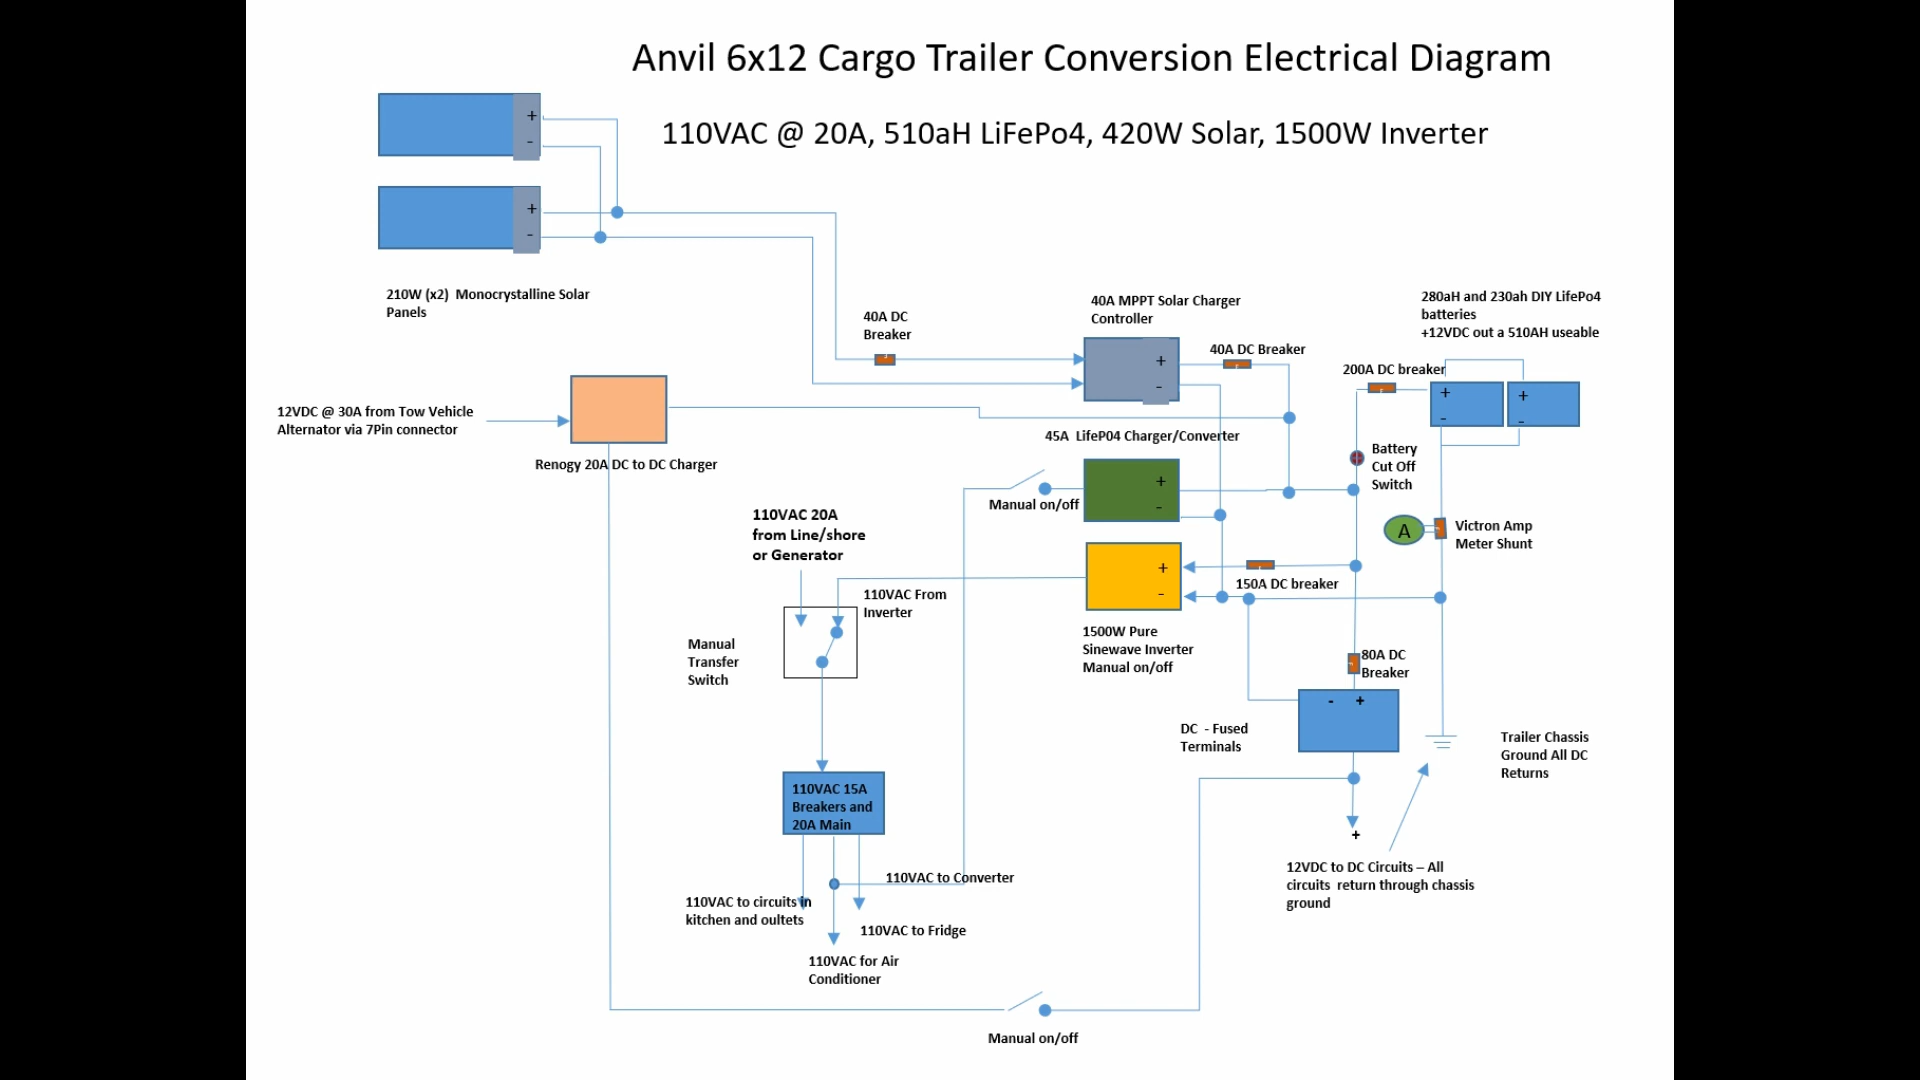 Anvil 6x12 Cargo Trailer Conversion Electrical Diagram
110VAC @ 20A, 510aH LiFePo4, 420W Solar, 1500W Inverter
+
-
+
-
210W (x2) Monocrystalline Solar
Panels
40A DC
Breaker
40A MPPT Solar Charger
Controller
+
-
40A DC Breaker
280aH and 230ah DIY LifePo4
batteries
+12VDC out a 510AH useable
200A DC breaker
+
-
+
-
12VDC @ 30A from Tow Vehicle
Alternator via 7Pin connector
Renogy 20A DC to DC Charger
45A LifeP04 Charger/Converter
+
-
Manual on/off
Battery
Cut Off
Switch
A
Victron Amp
Meter Shunt
110VAC 20A
from Line/shore
or Generator
110VAC From
Inverter
+
-
150A DC breaker
1500W Pure
Sinewave Inverter
Manual on/off
Manual
Transfer
Switch
80A DC
Breaker
- +
DC - Fused
Terminals
Trailer Chassis
Ground All DC
Returns
110VAC 15A
Breakers and
20A Main
+
12VDC to DC Circuits – All
circuits return through chassis
ground
110VAC to Converter
110VAC to circuits in
kitchen and oultets
110VAC to Fridge
110VAC for Air
Conditioner
Manual on/off